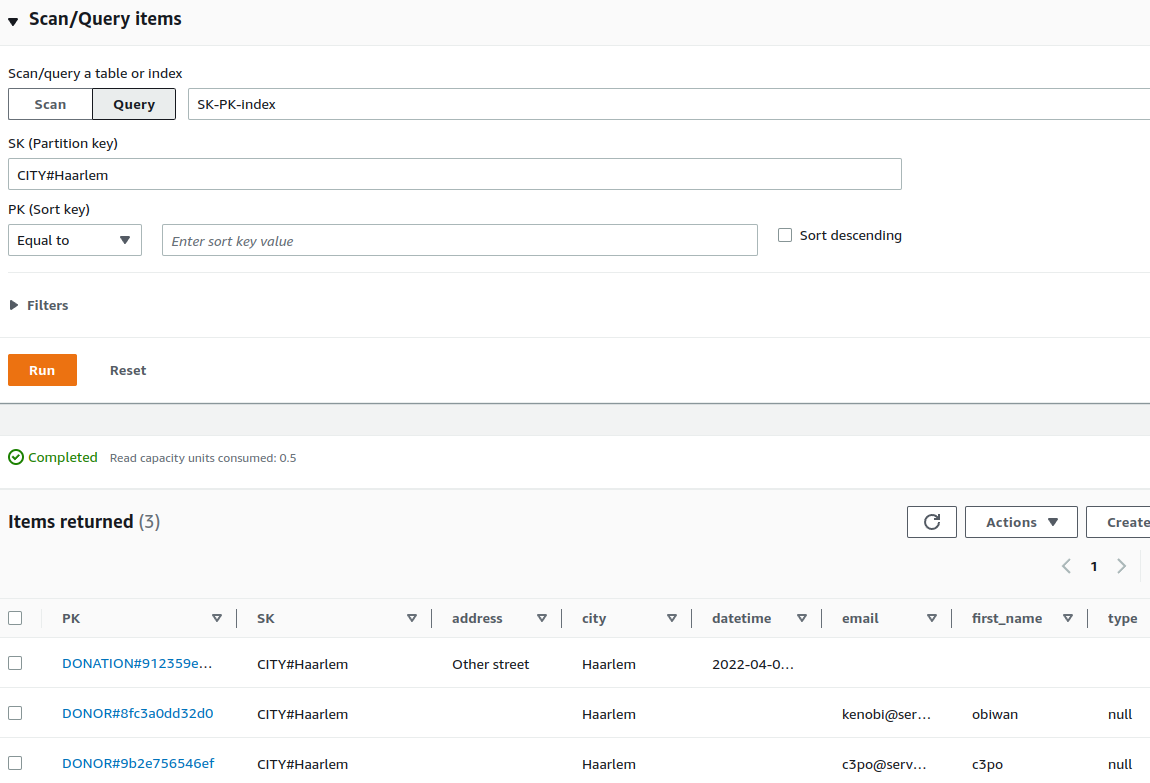 Scan/Query items
Scan/query a table or index
Scan Query SK-PK-index
SK (Partition key)
CITY#Haarlem
PK (Sort key)
Equal to Enter sort key value Sort descending
Filters
Run Reset
Completed Read capacity units consumed: 0.5
Items returned (3) Actions Create
1
PK SK address city datetime email first_name type
DONATION#912359e... CITY#Haarlem Other street Haarlem 2022-04-0...
DONOR#8fc3a0dd32d0 CITY#Haarlem Haarlem kenobi@ser... obiwan null
DONOR#9b2e756546ef CITY#Haarlem Haarlem c3po@serv... c3po null